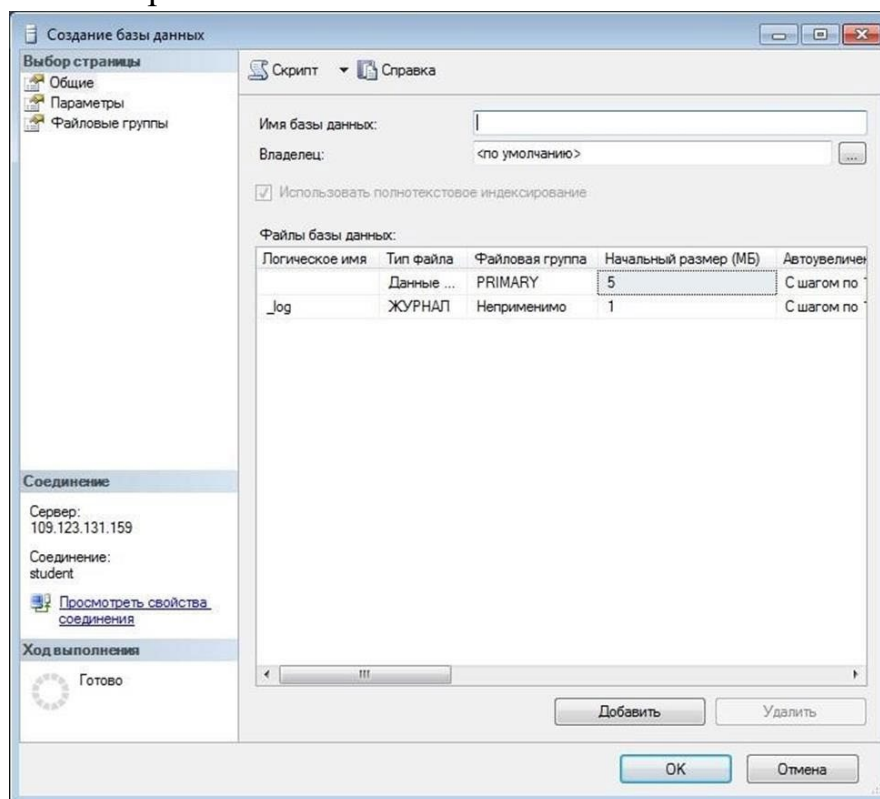 Создание базы данных
Выбор страницы
Общие
Параметры
Файловые группы
Скрипт Справка
Имя базы данных:
Владелец: <по умолчанию> ...
Использовать полнотекстовое индексирование
Файлы базы данных:
Логическое имя Тип файла Файловая группа Начальный размер (МБ) Автоувеличен
Данные ... PRIMARY 5 С шагом по
_log ЖУРНАЛ Неприменимо 1 С шагом по
Соединение
Сервер:
109.123.131.159
Соединение:
student
Просмотреть свойства
соединения
Ход выполнения
Готово
Добавить Удалить
OK Отмена